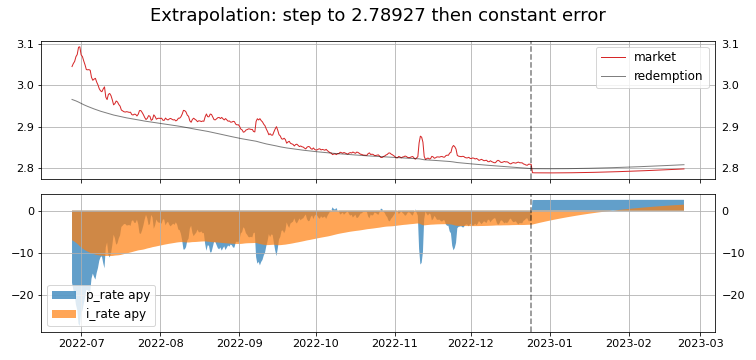 Extrapolation: step to 2.78927 then constant error
3.1
3.0
2.9
2.8
3.1
3.0
2.9
2.8
market
redemption
0
−10
−20
0
−10
−20
p_rate apy
i_rate apy
2022-07 2022-08 2022-09 2022-10 2022-11 2022-12 2023-01 2023-02 2023-03